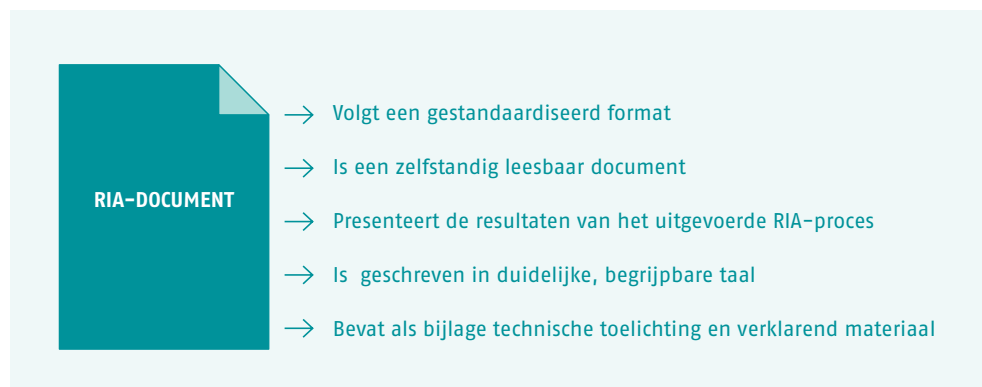 RIA-DOCUMENT
Volgt een gestandaardiseerd format
Is een zelfstandig leesbaar document
Presenteert de resultaten van het uitgevoerde RIA-proces
Is geschreven in duidelijke, begrijpbare taal
Bevat als bijlage technische toelichting en verklarend materiaal